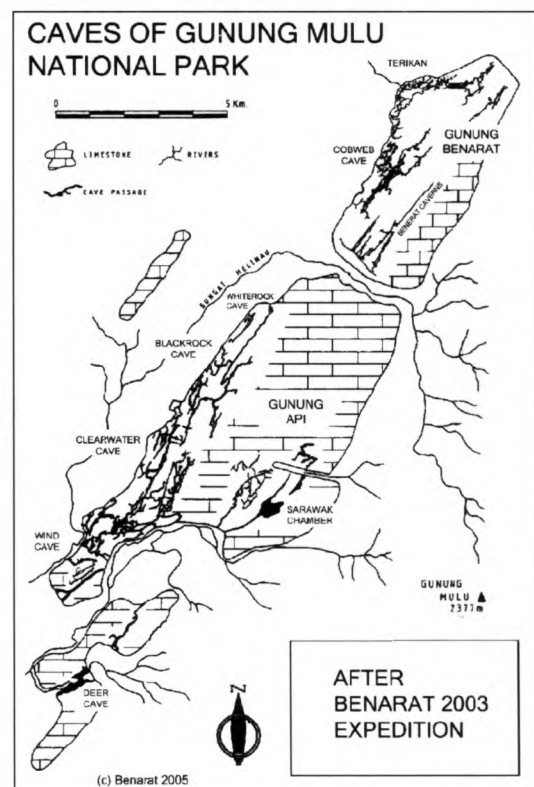 CAVES OF GUNUNG MULU
NATIONAL PARK
0 5 Km.
LIMESTONE RIVERS
CAVE PASSAGE
TERIKAN
GUNUNG
BENARAT
COBWEB
CAVE
BENERAT CAVERNS
SUNGAI MELINAU
WHITEROCK
CAVE
BLACKROCK
CAVE
GUNUNG
API
CLEARWATER
CAVE
SARAWAK
CHAMBER
WIND
CAVE
GUNUNG
MULU
2377m
DEER
CAVE
N
AFTER
BENARAT 2003
EXPEDITION
(c) Benarat 2005